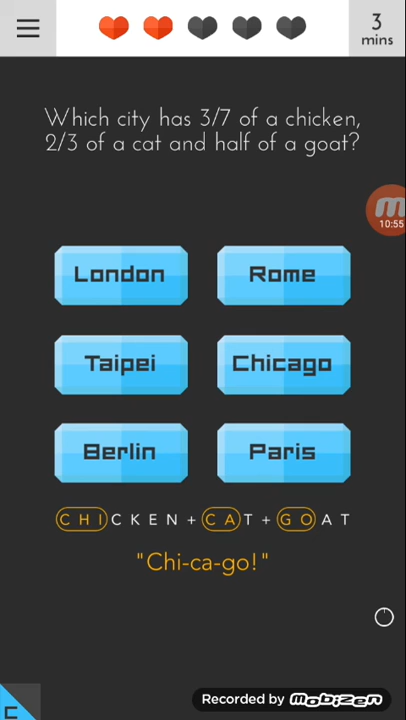 3
mins
Which city has 3/7 of a chicken,
2/3 of a cat and half of a goat?
10:55
London
Rome
Taipei
Chicago
Berlin
Paris
CHICKEN + CAT + GOAT
"Chi-ca-go!"
Recorded by MOBIZEN